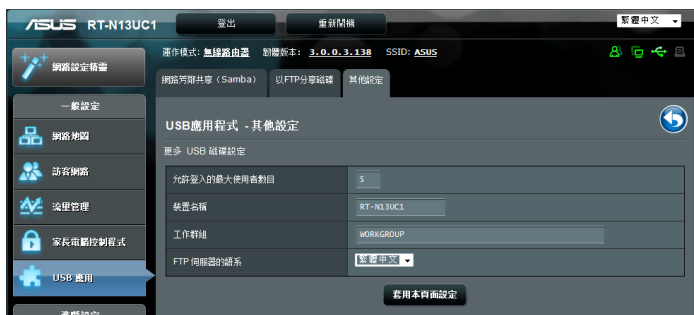 ASUS RT-N13UC1 登出 重新開機 繁體中文
運作模式: 無線路由器 韌體版本: 3.0.0.3.138 SSID: ASUS
網路設定精靈
網路芳鄰共享（Samba） 以FTP分享磁碟 其他設定
一般設定
USB應用程式 - 其他設定
網路地圖
更多 USB 磁碟設定
訪客網路
允許登入的最大使用者數目 5
流量管理
裝置名稱 RT-N13UC1
工作群組 WORKGROUP
家長電腦控制程式
FTP 伺服器的語系 繁體中文
USB 應用
套用本頁面設定
進階設定